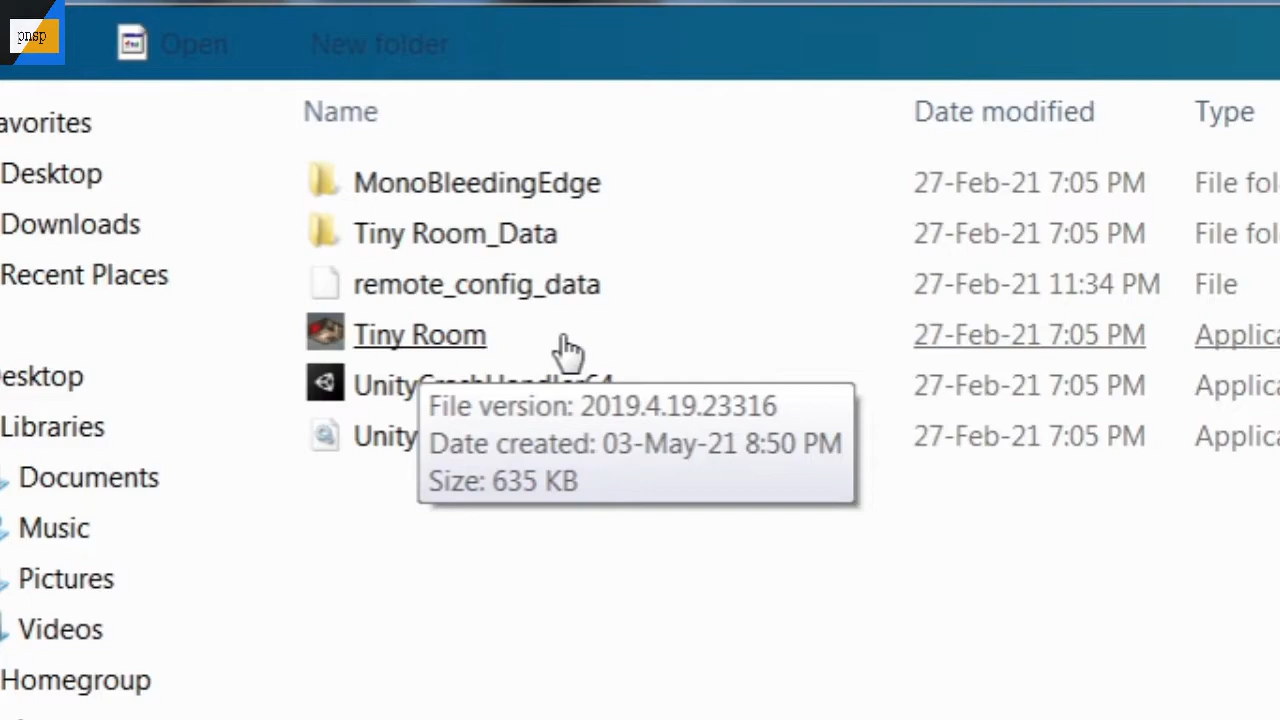 pnsp
Open New folder
avorites
Desktop
Downloads
Recent Places
esktop
Libraries
Documents
Music
Pictures
Videos
Homegroup
Name Date modified Type
MonoBleedingEdge 27-Feb-21 7:05 PM File fol
Tiny Room_Data 27-Feb-21 7:05 PM File fol
remote_config_data 27-Feb-21 11:34 PM File
Tiny Room 27-Feb-21 7:05 PM Applica
UnityCrashHandler64 27-Feb-21 7:05 PM Applica
Unity 27-Feb-21 7:05 PM Applica
File version: 2019.4.19.23316
Date created: 03-May-21 8:50 PM
Size: 635 KB